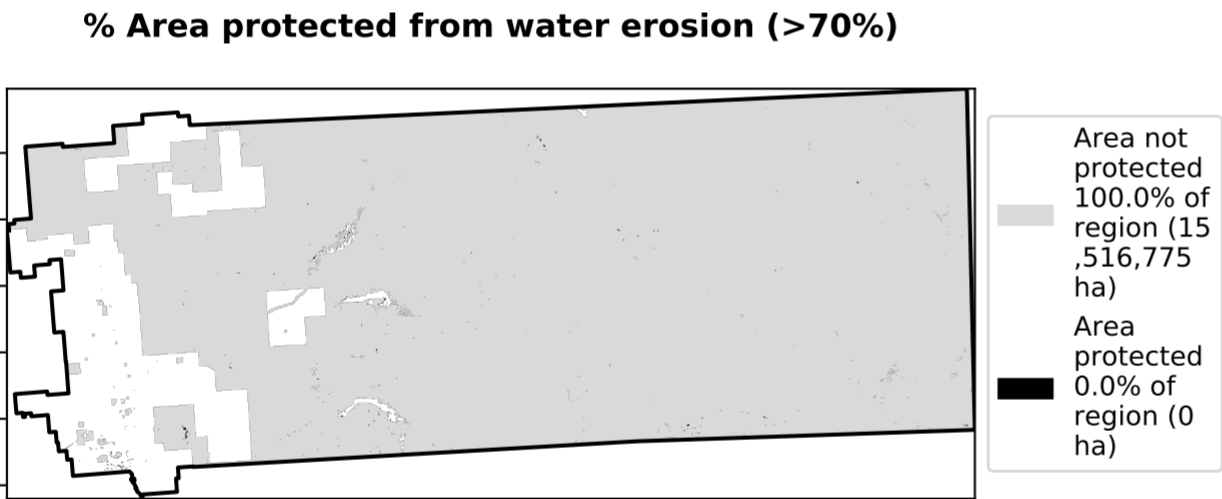 % Area protected from water erosion (>70%)
Area not
protected
100.0% of
region (15
,516,775
ha)
Area
protected
0.0% of
region (0
ha)